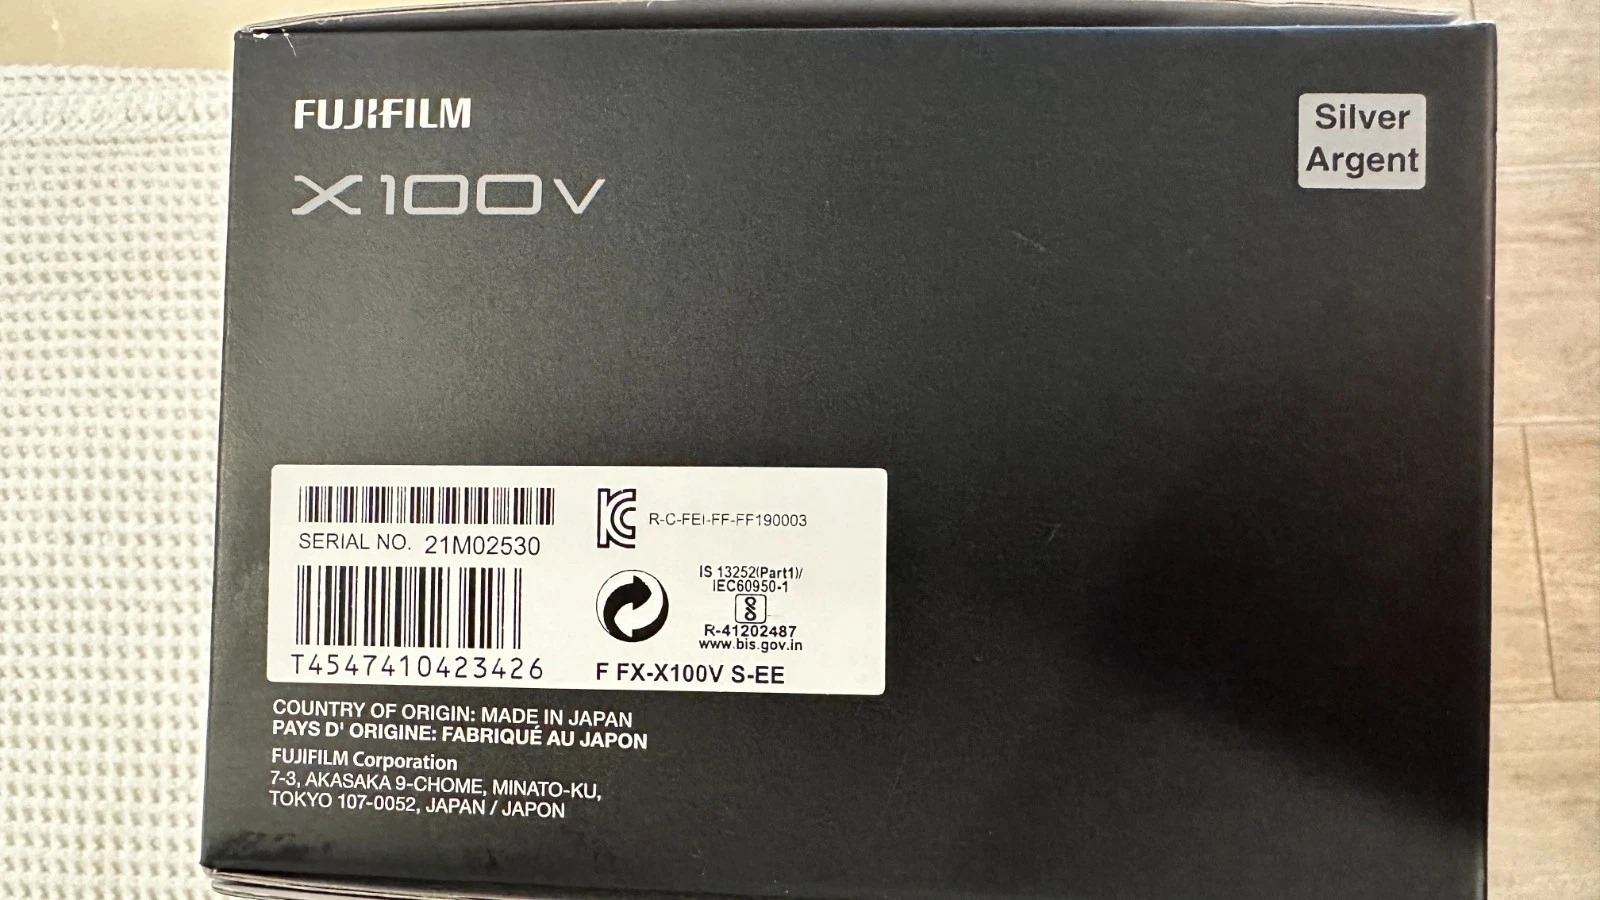 FUJIFILM
X100V
Silver
Argent
SERIAL NO. 21M02530
R-C-FEI-FF-FF190003
T4547410423426
IS 13252(Part1)/
IEC60950-1
R-41202487
www.bis.gov.in
F FX-X100V S-EE
COUNTRY OF ORIGIN: MADE IN JAPAN
PAYS D' ORIGINE: FABRIQUÉ AU JAPON
FUJIFILM Corporation
7-3, AKASAKA 9-CHOME, MINATO-KU,
TOKYO 107-0052, JAPAN / JAPON